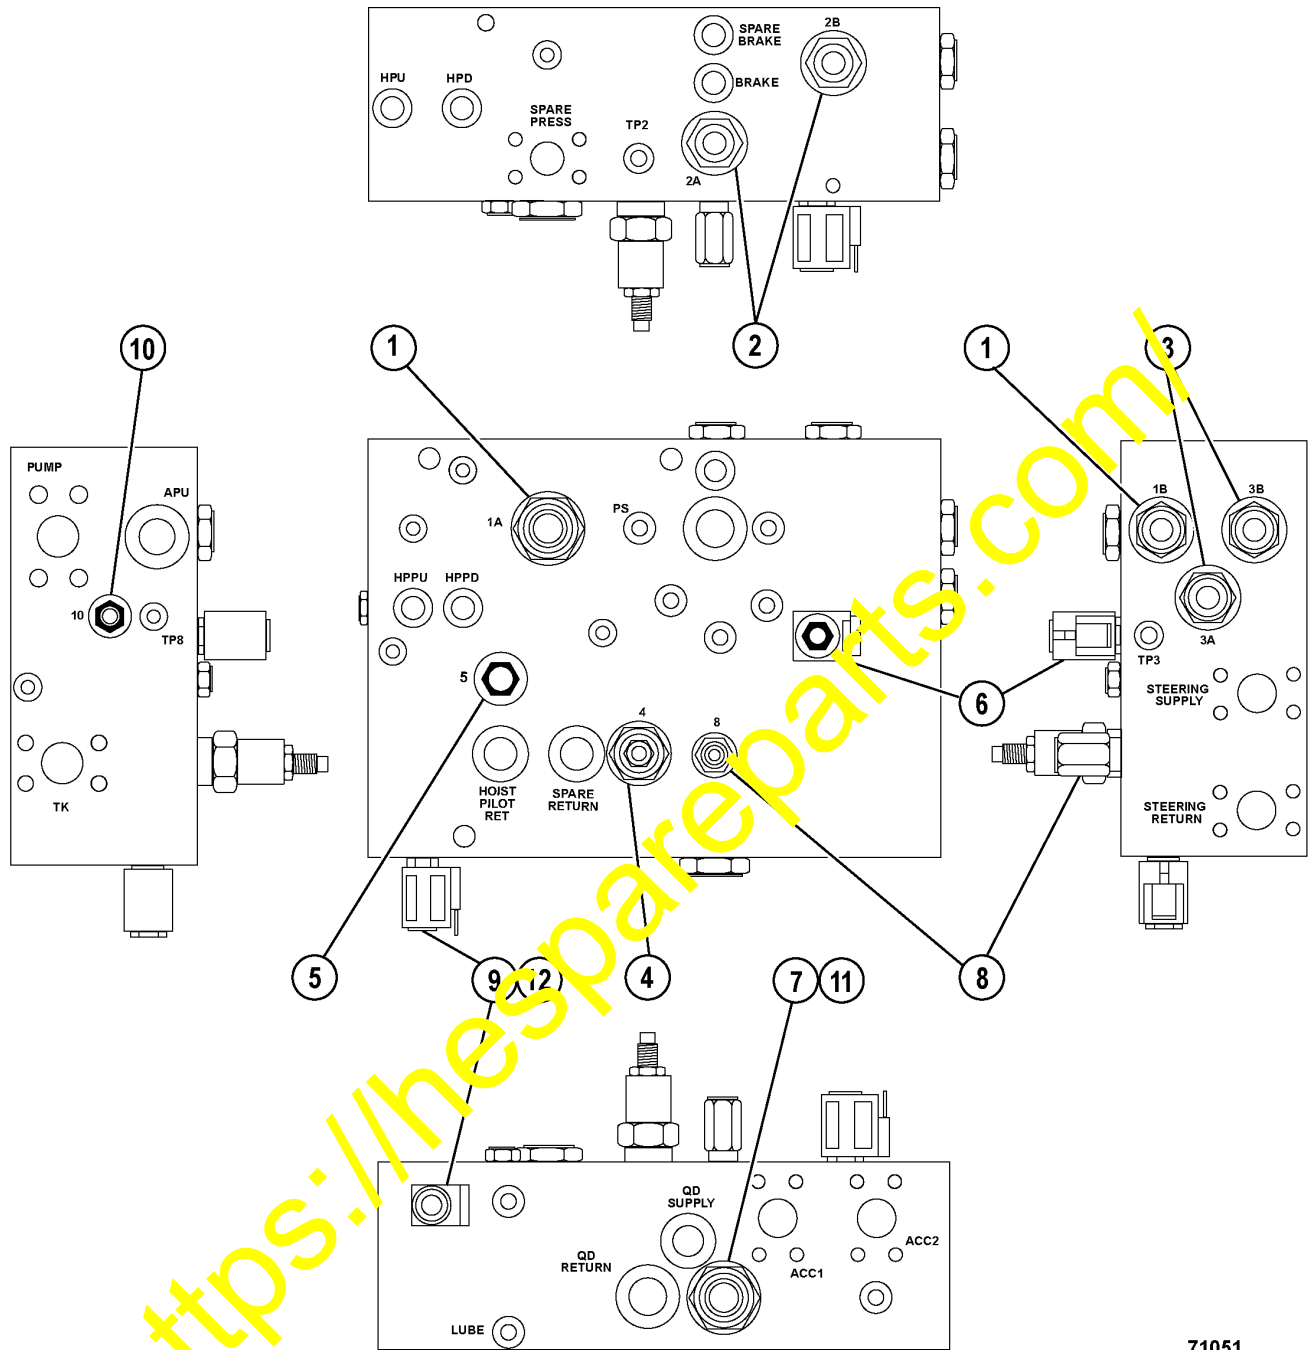 2B
SPARE
BRAKE
HPU
HPD
BRAKE
SPARE
PRESS
TP2
2A
10
1
2
1
3
PUMP
APU
10
TP8
TK
1A
PS
HPPU
HPPD
5
4
8
HOIST
PILOT
RET
SPARE
RETURN
1B
3B
3A
TP3
6
STEERING
SUPPLY
STEERING
RETURN
5
9
12
4
7
11
8
QD
SUPPLY
QD
RETURN
ACC2
ACC1
LUBE
71051
ttps://hespareparts.com/